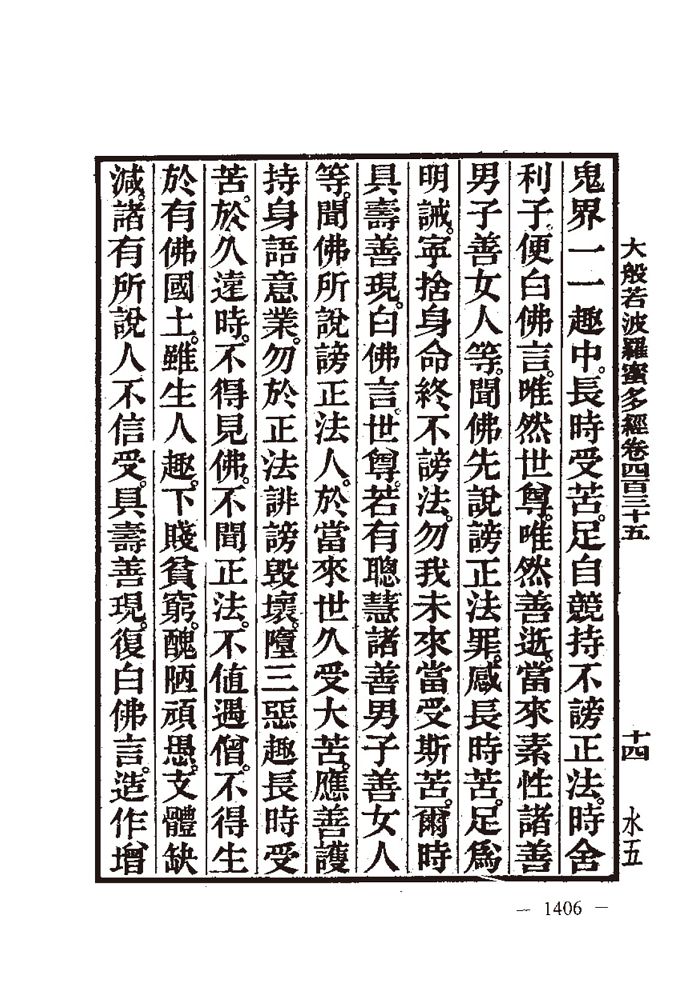 大般若波羅蜜多經卷四百三十五 十四 水五
鬼界一一趣中。長時受苦。足自競持不謗正法。時舍
利子便白佛言。唯然世尊。唯然善逝。當來素性諸善
男子善女人等。聞佛先說謗正法罪。感長時苦。足為
明誡。寧捨身命終不謗法。勿我未來當受斯苦。爾時
具壽善現。白佛言。世尊。若有聰慧諸善男子善女人
等。聞佛所說謗正法人。於當來世久受大苦。應善護
持身語意業。勿於正法誹謗毀壞。墮三惡趣長時受
苦。於久遠時。不得見佛。不聞正法。不值遇僧。不得生
於有佛國土。雖生人趣。下賤貧窮。醜陋頑愚。支體缺
減。諸有所說人不信受。具壽善現。復白佛言。造作增
— 1406 —